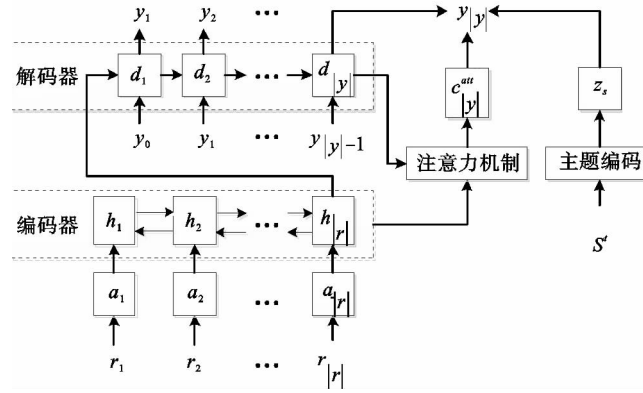 y₁ y₂ ••• y|y|
解码器 d₁ d₂ ••• d|y| c^{att}|y| z_s
y₀ y₁ ••• y|y|−1
注意力机制 主题编码
编码器 h₁ h₂ ••• h|r|
S^t
a₁ a₂ ••• a|r|
r₁ r₂ ••• r|r|